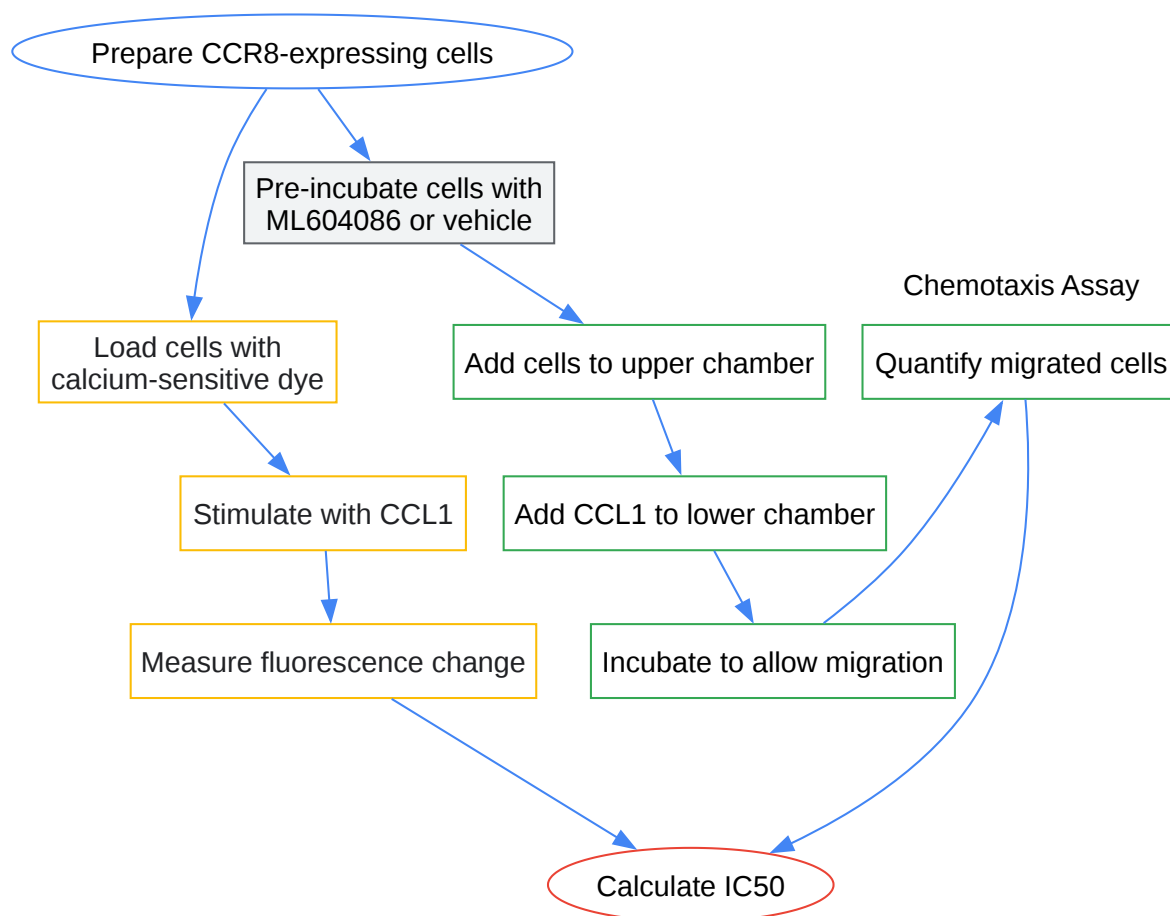 Prepare CCR8-expressing cells
Pre-incubate cells with
ML604086 or vehicle
Chemotaxis Assay
Load cells with
calcium-sensitive dye
Add cells to upper chamber
Quantify migrated cells
Stimulate with CCL1
Add CCL1 to lower chamber
Measure fluorescence change
Incubate to allow migration
Calculate IC50